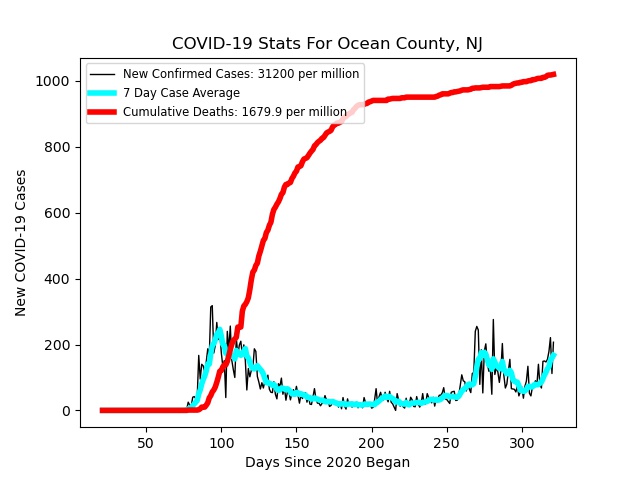 COVID-19 Stats For Ocean County, NJ
New Confirmed Cases: 31200 per million
7 Day Case Average
Cumulative Deaths: 1679.9 per million
New COVID-19 Cases
1000
800
600
400
200
0
50 100 150 200 250 300
Days Since 2020 Began